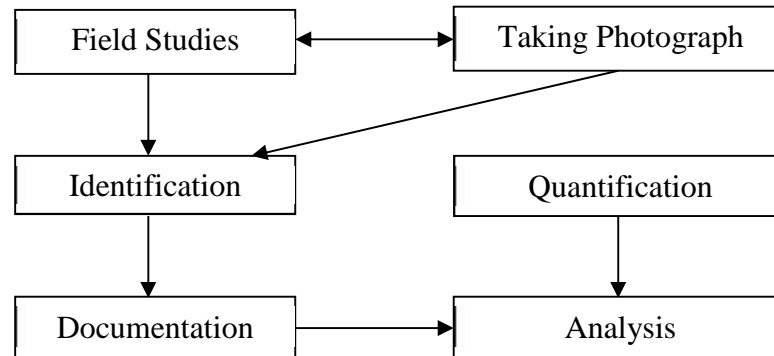 Field Studies
Taking Photograph
Identification
Quantification
Documentation
Analysis